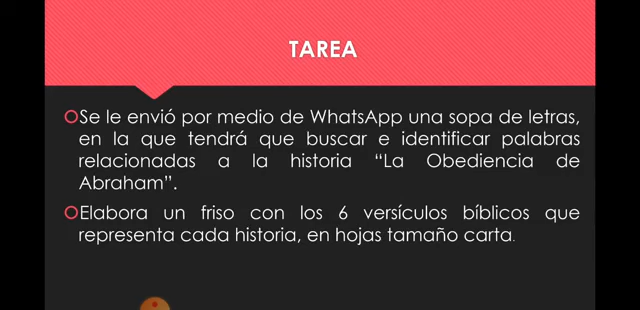 TAREA
Se le envió por medio de WhatsApp una sopa de letras,
en la que tendrá que buscar e identificar palabras
relacionadas a la historia “La Obediencia de
Abraham”.
Elabora un friso con los 6 versículos bíblicos que
representa cada historia, en hojas tamaño carta.